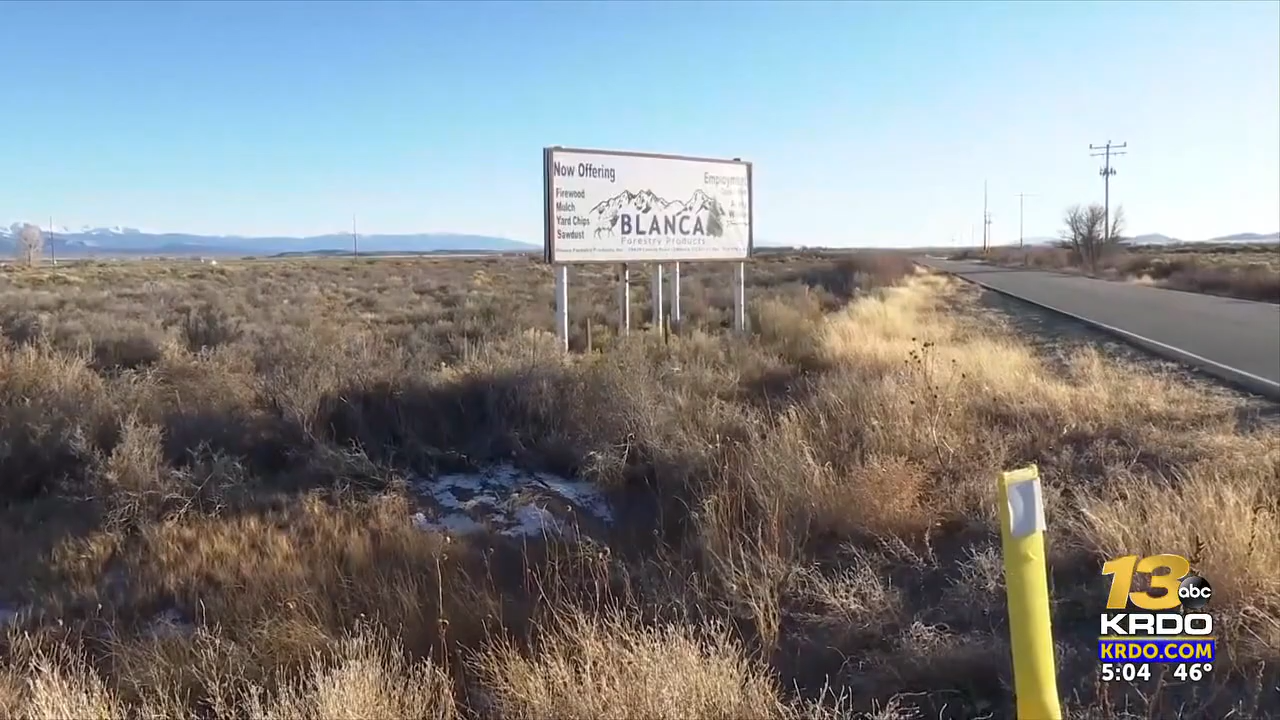 Now Offering
Firewood
Mulch
Yard Chips
Sawdust
BLANCA
Forestry Products
13 abc
KRDO
KRDO.COM
5:04 46°